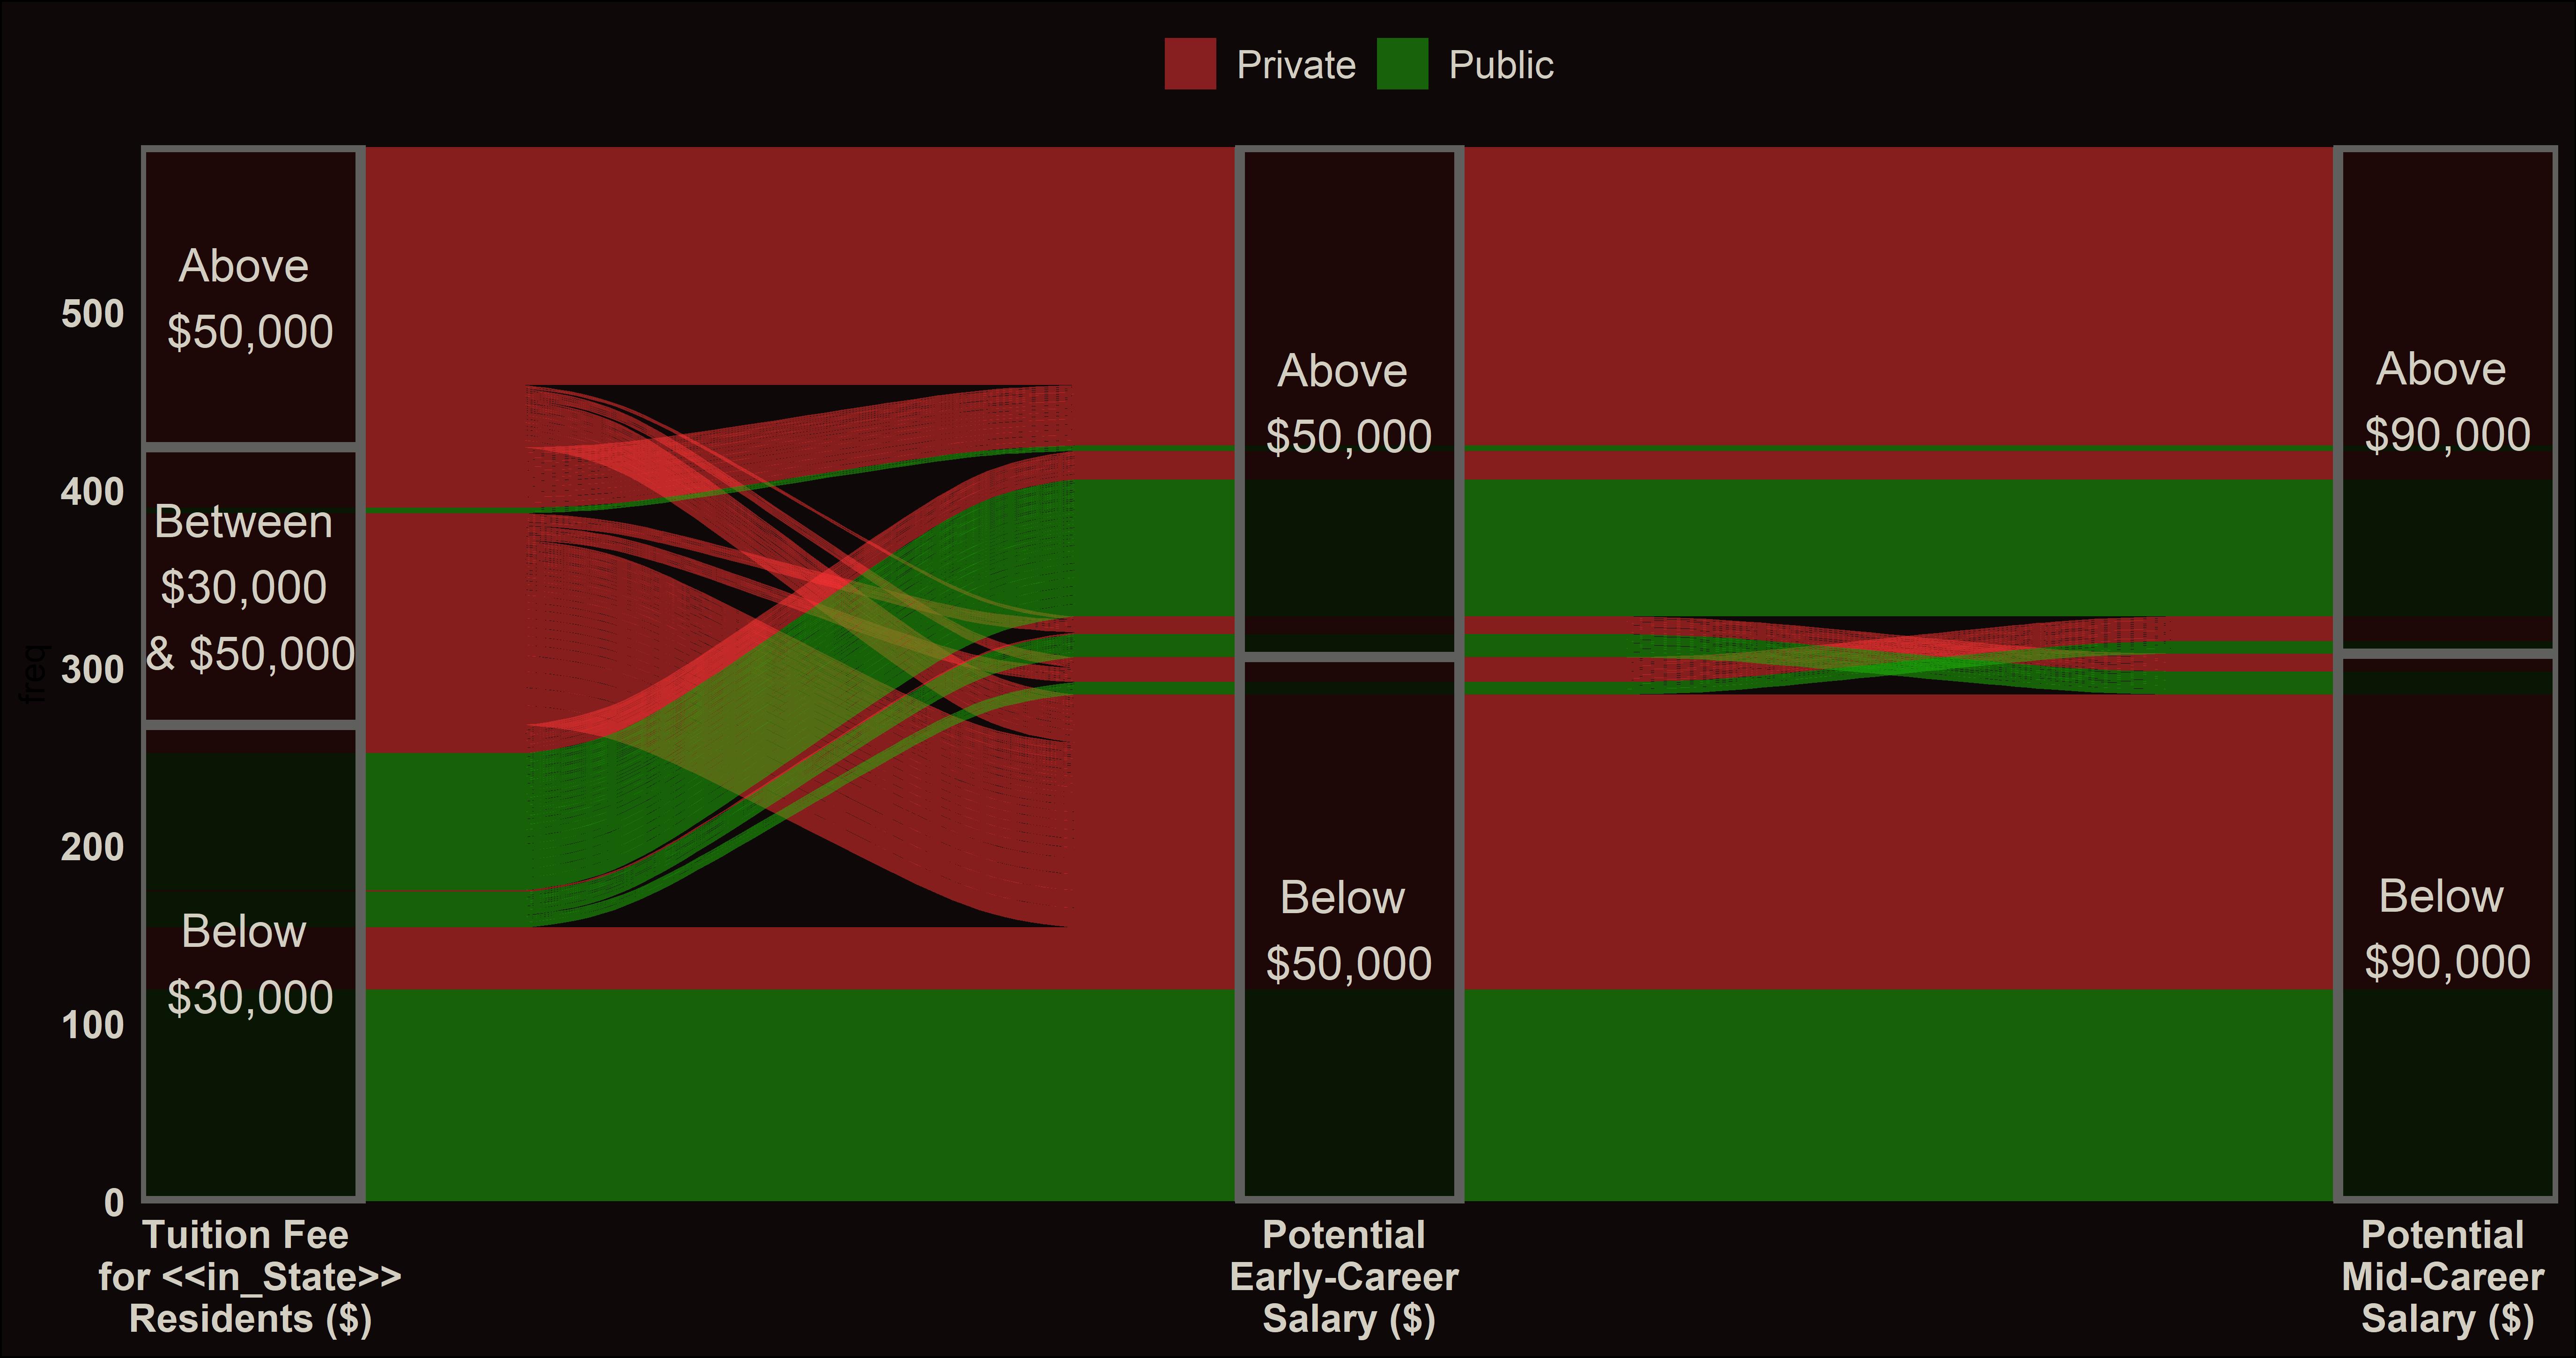 Private
Public
freq
500
400
300
200
100
0
Above
$50,000
Between
$30,000
& $50,000
Below
$30,000
Above
$50,000
Below
$50,000
Above
$90,000
Below
$90,000
Tuition Fee
for <<in_State>>
Residents ($)
Potential
Early-Career
Salary ($)
Potential
Mid-Career
Salary ($)